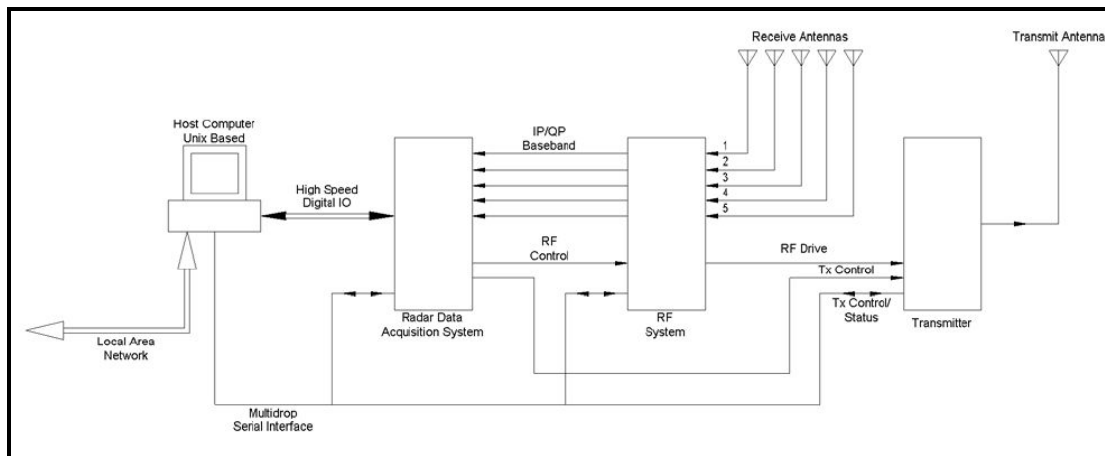 Receive Antennas
Transmit Antenna
Host Computer
Unix Based
IP/QP
Baseband
1
2
3
4
5
High Speed
Digital IO
RF
Control
RF Drive
Tx Control
Tx Control/
Status
Radar Data
Acquisition System
RF
System
Transmitter
Local Area
Network
Multidrop
Serial Interface